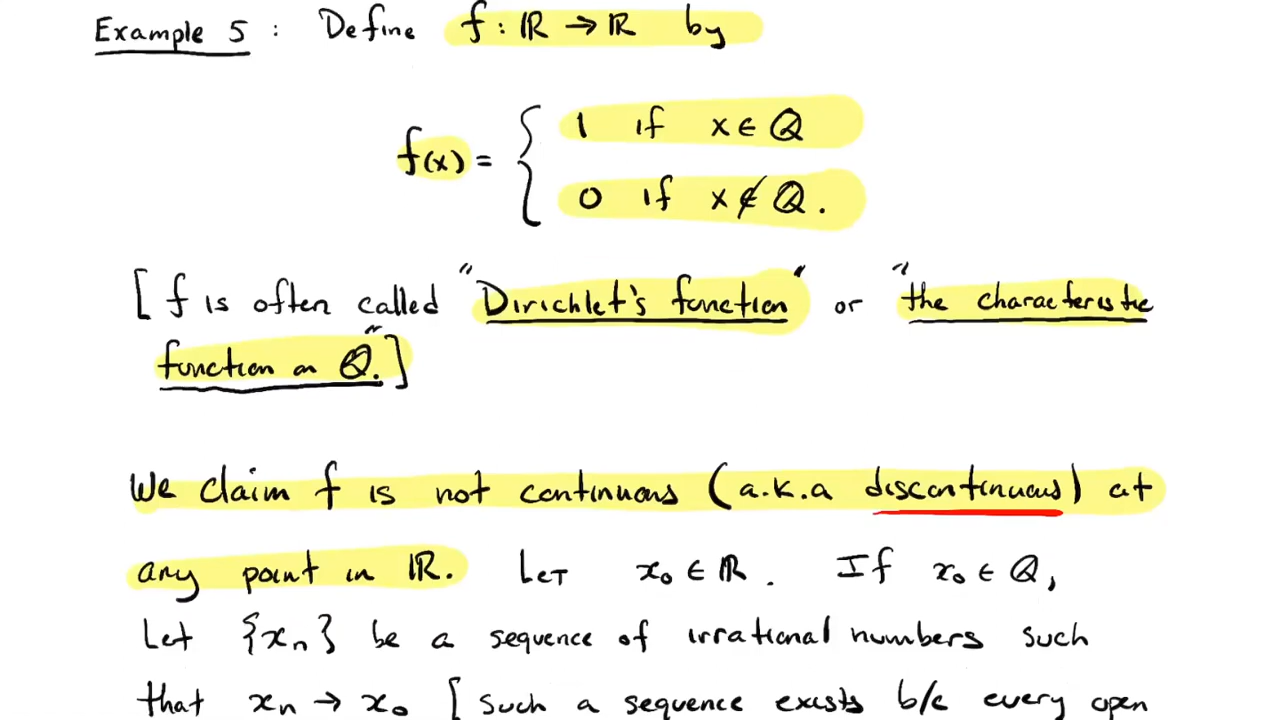 Example 5 : Define f : ℝ → ℝ by
f(x) = { 1 if x ∈ ℚ
0 if x ∉ ℚ.
[ f is often called "Dirichlet's function" or "the characteristic
function on ℚ." ]
We claim f is not continuous (a.k.a discontinuous) at
any point in ℝ. Let x₀ ∈ ℝ. If x₀ ∈ ℚ,
Let {xₙ} be a sequence of irrational numbers such
that xₙ → x₀ [ Such a sequence exists b/c every open